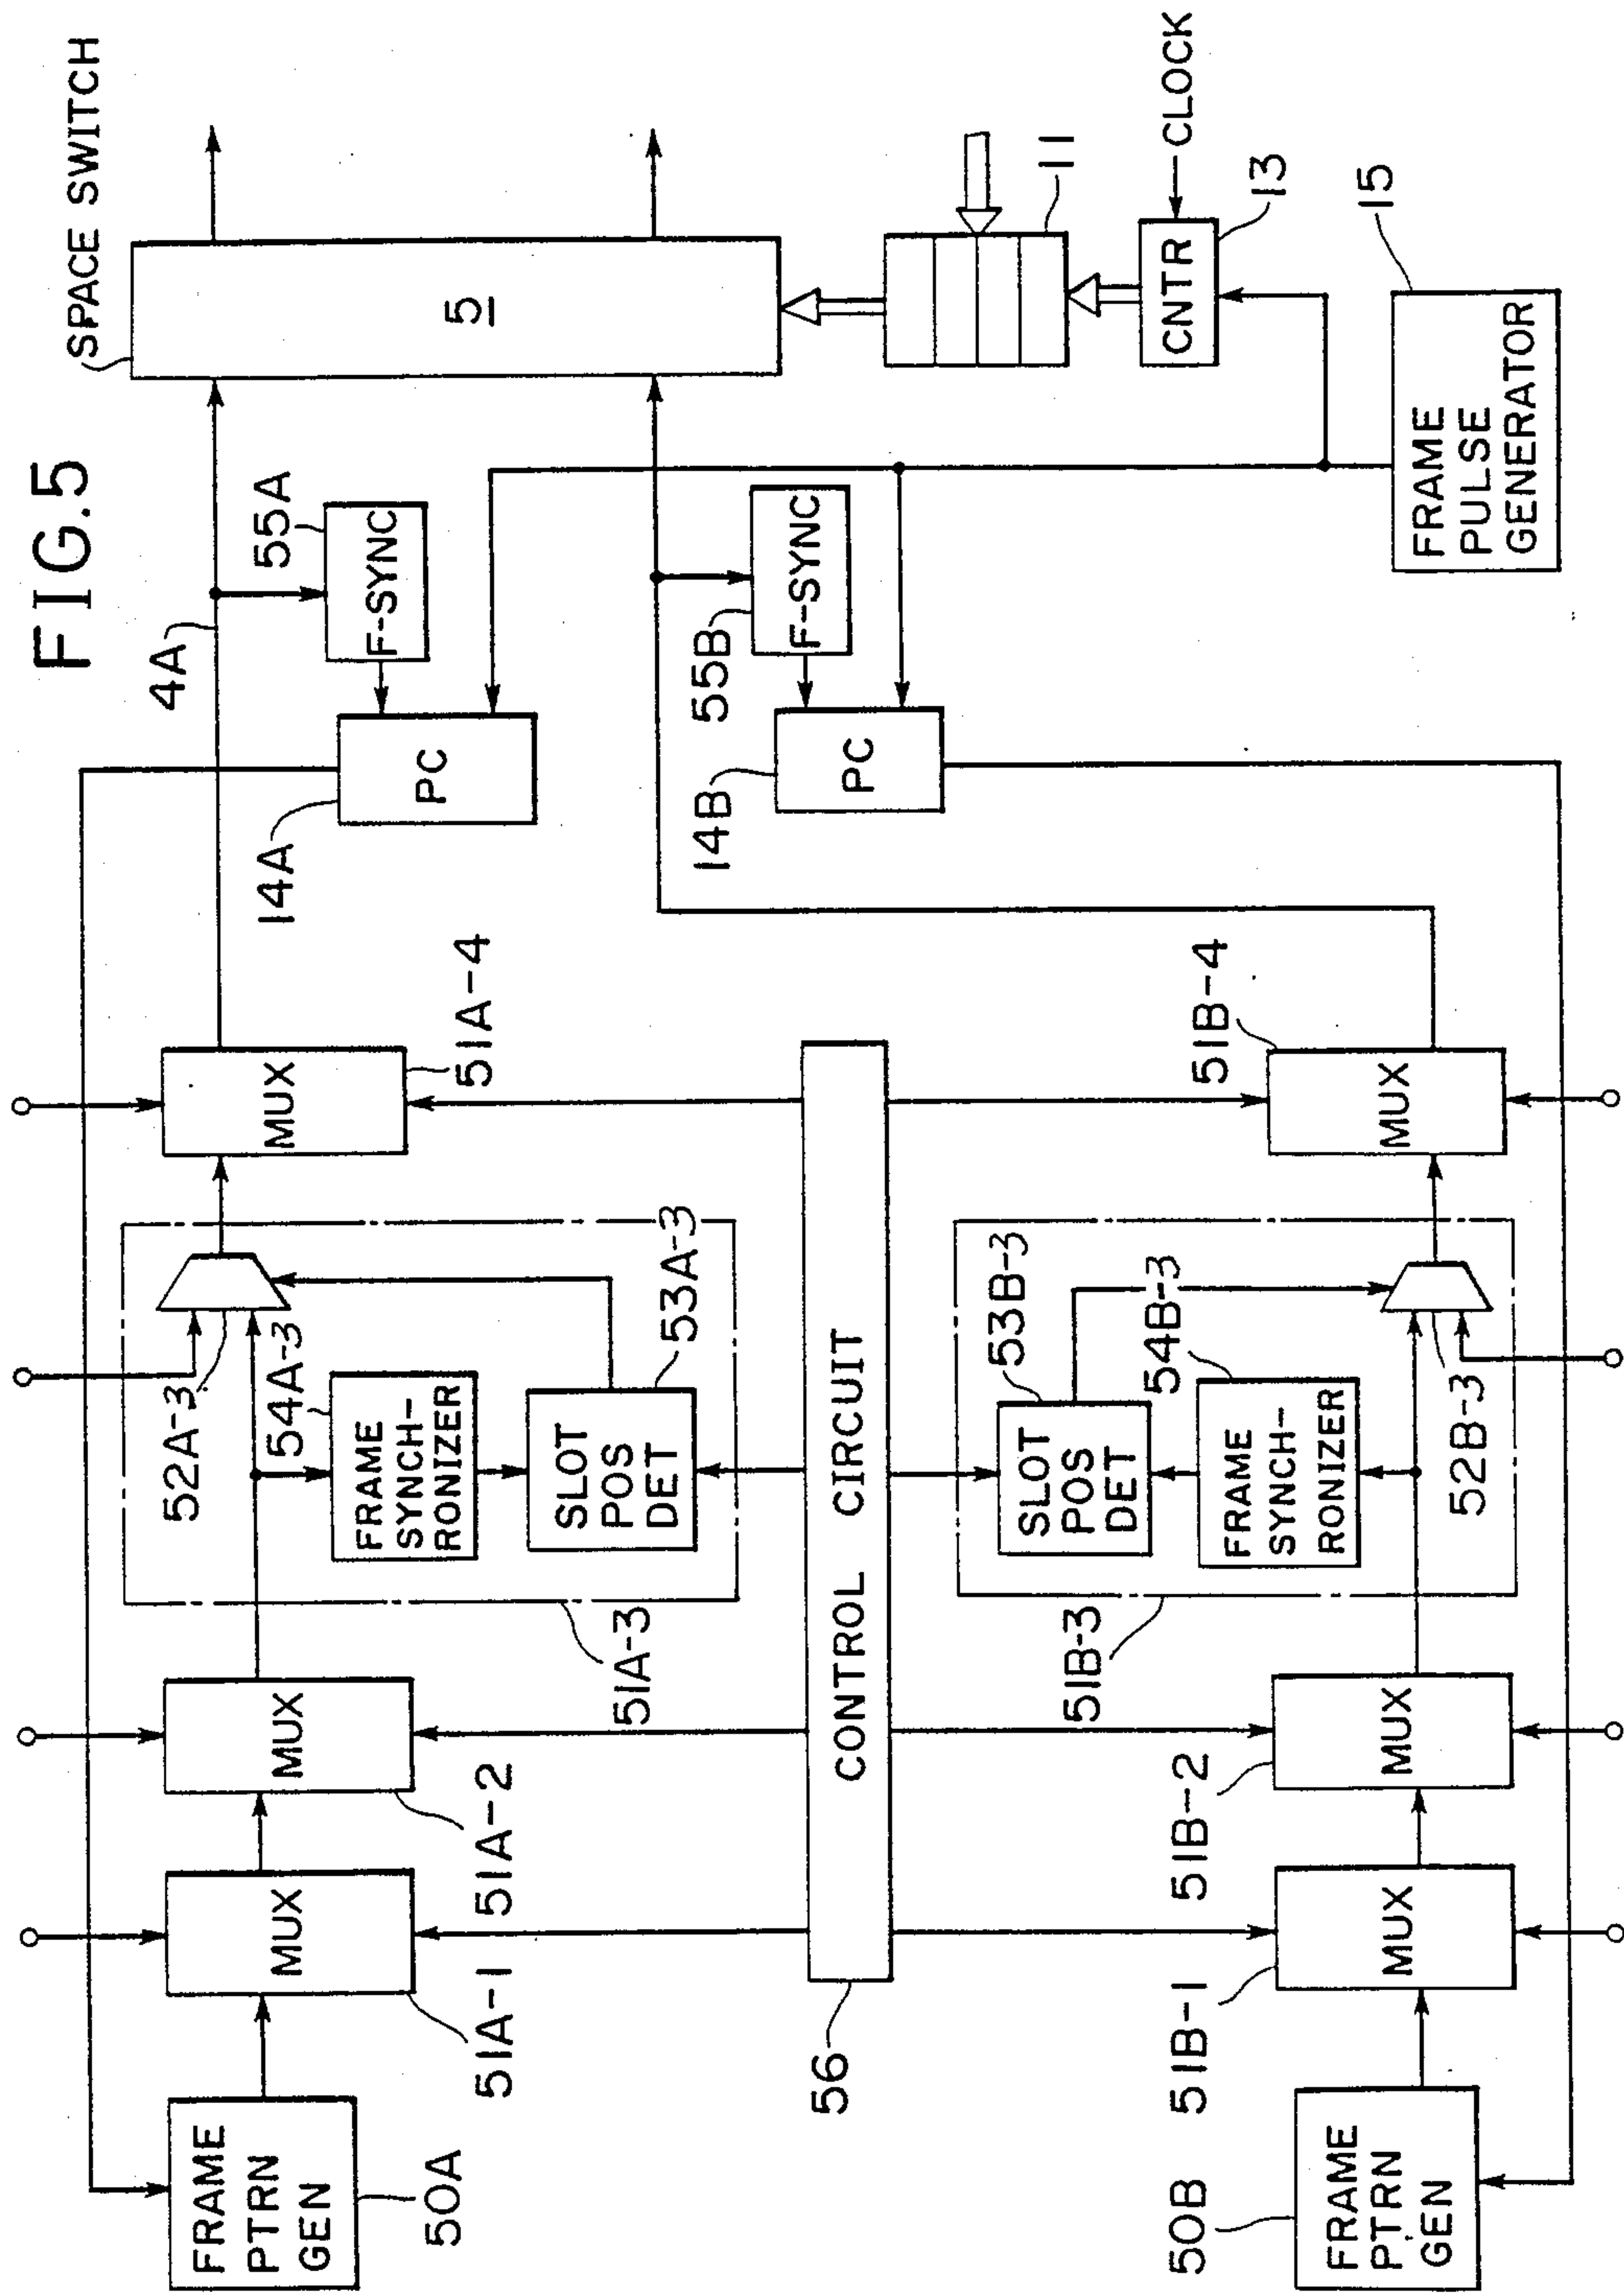 FIG.5
SPACE SWITCH
4A
55A
F-SYNC
14A
PC
5
FRAME
PTRN
GEN
50A
MUX
51A-1
MUX
51A-2
52A-3
54A-3
FRAME
SYNCH-
RONIZER
SLOT
POS
DET
53A-3
51A-3
MUX
51A-4
CONTROL CIRCUIT
56
14B
PC
55B
F-SYNC
11
CNTR
CLOCK
13
FRAME
PULSE
GENERATOR
15
53B-3
SLOT
POS
DET
54B-3
FRAME
SYNCH-
RONIZER
52B-3
51B-3
51B-4
MUX
51B-2
MUX
51B-1
MUX
50B
FRAME
PTRN
GEN